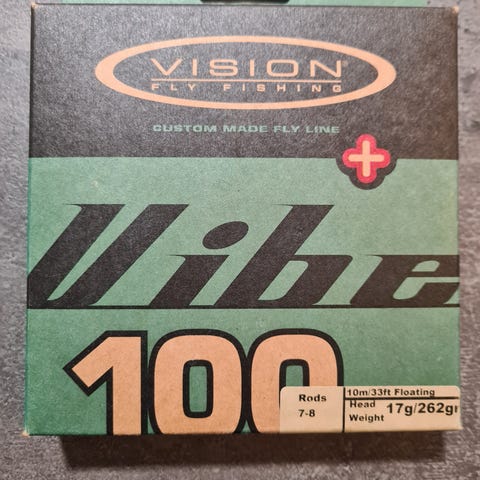 VISION
FLY FISHING
CUSTOM MADE FLY LINE
+
Vibe
100
Rods
7-8
10m/33ft Floating
Head
Weight
17g/262gr